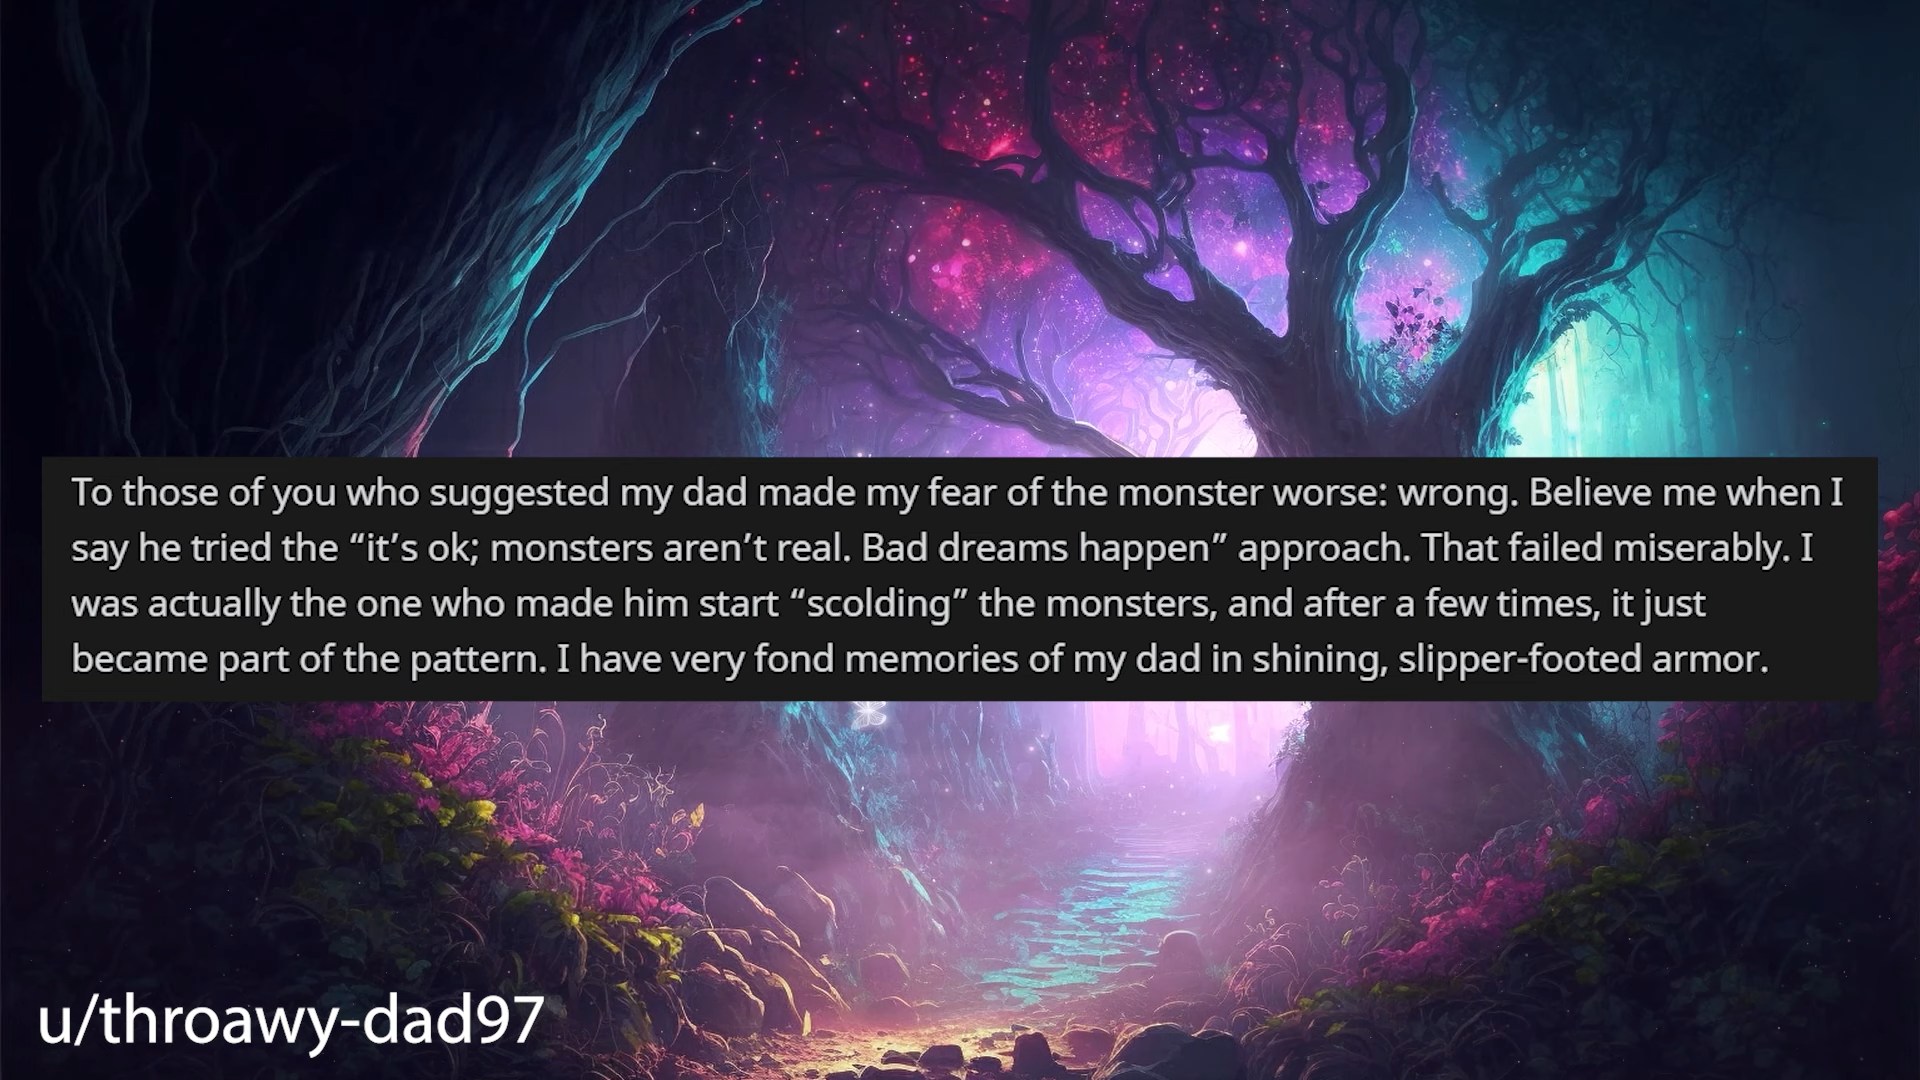 To those of you who suggested my dad made my fear of the monster worse: wrong. Believe me when I
say he tried the “it’s ok; monsters aren’t real. Bad dreams happen” approach. That failed miserably. I
was actually the one who made him start “scolding” the monsters, and after a few times, it just
became part of the pattern. I have very fond memories of my dad in shining, slipper-footed armor.
u/throawy-dad97